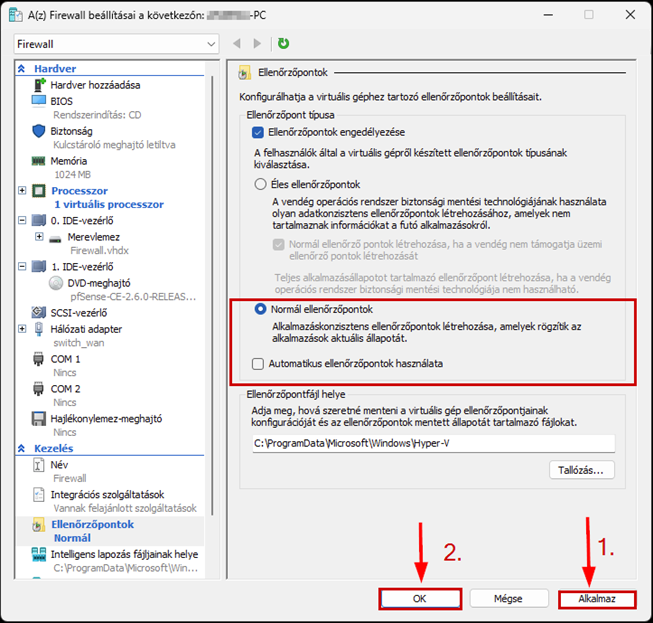 A(z) Firewall beállításai a következőn: -PC
Firewall
Hardver
Hardver hozzáadása
BIOS
Rendszerindítás: CD
Biztonság
Kulcstároló meghajtó letiltva
Memória
1024 MB
Processzor
1 virtuális processzor
0. IDE-vezérlő
Merevlemez
Firewall.vhdx
1. IDE-vezérlő
DVD-meghajtó
pfSense-CE-2.6.0-RELEAS...
SCSI-vezérlő
Hálózati adapter
switch_wan
COM 1
Nincs
COM 2
Nincs
Hajlékonylemez-meghajtó
Nincs
Kezelés
Név
Firewall
Integrációs szolgáltatások
Vannak felajánlott szolgáltatások
Ellenőrzőpontok
Normál
Intelligens lapozás fájljainak helye
C:\ProgramData\Microsoft\Win...
Ellenőrzőpontok
Konfigurálhatja a virtuális géphez tartozó ellenőrzőpontok beállításait.
Ellenőrzőpont típusa
Ellenőrzőpontok engedélyezése
A felhasználók által a virtuális gépről készített ellenőrzőpontok típusának
kiválasztása.
Éles ellenőrzőpontok
A vendég operációs rendszer biztonsági mentési technológiájának használata
olyan adatkonzisztens ellenőrzőpontok létrehozásához, amelyek nem
tartalmaznak információkat a futó alkalmazásokról.
Normál ellenőrző pontok létrehozása, ha a vendég nem támogatja üzemi
ellenőrző pontok létrehozását
Teljes alkalmazásállapotot tartalmazó ellenőrzőpont létrehozása, ha a vendég
operációs rendszer biztonsági mentési technológiája nem használható.
Normál ellenőrzőpontok
Alkalmazáskonzisztens ellenőrzőpontok létrehozása, amelyek rögzítik az
alkalmazások aktuális állapotát.
Automatikus ellenőrzőpontok használata
Ellenőrzőpontfájl helye
Adja meg, hová szeretné menteni a virtuális gép ellenőrzőpontjainak
konfigurációját és az ellenőrzőpontok mentett állapotát tartalmazó fájlokat.
C:\ProgramData\Microsoft\Windows\Hyper-V
Tallózás...
2.
1.
OK
Mégse
Alkalmaz